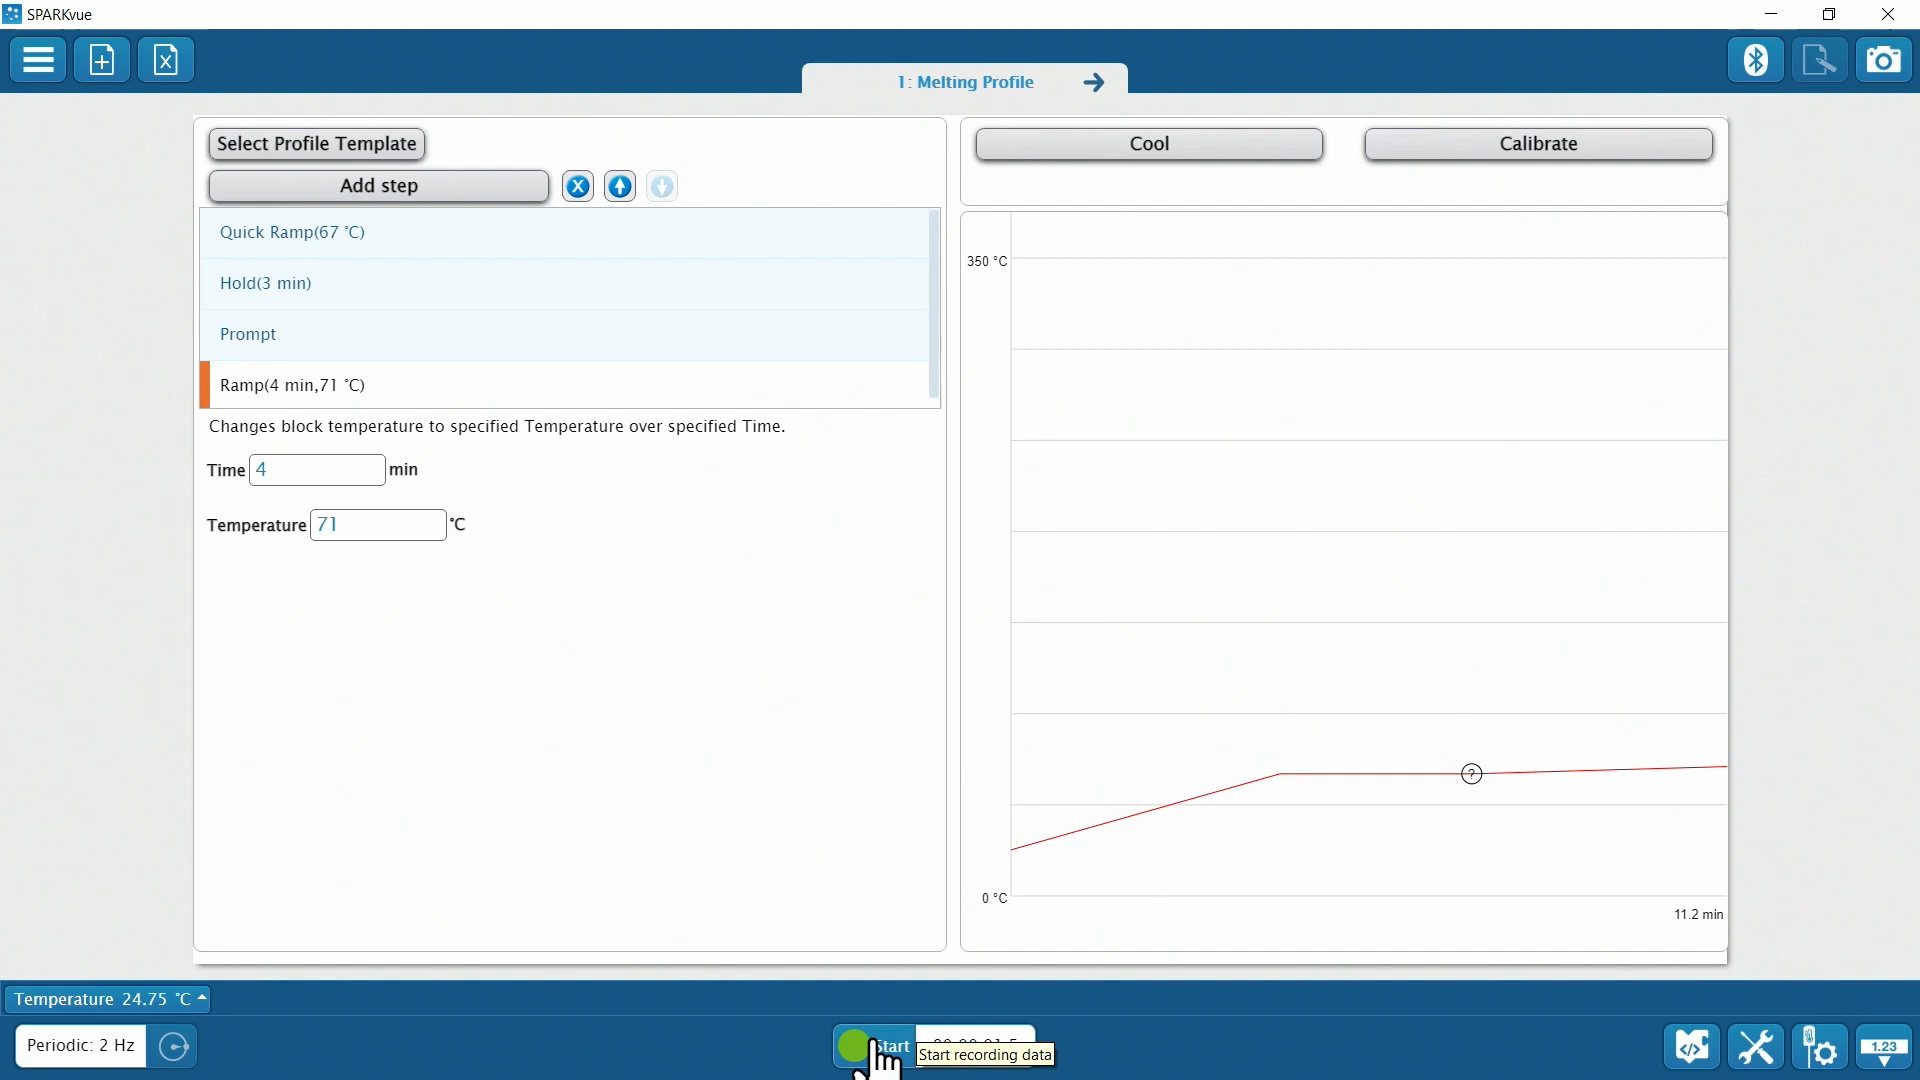 SPARKvue
1: Melting Profile
Select Profile Template
Add step
Quick Ramp(67 °C)
Hold(3 min)
Prompt
Ramp(4 min,71 °C)
Changes block temperature to specified Temperature over specified Time.
Time 4 min
Temperature 71 °C
Cool
Calibrate
350 °C
?
0 °C
11.2 min
Temperature 24.75 °C
Periodic: 2 Hz
Start recording data
1.23